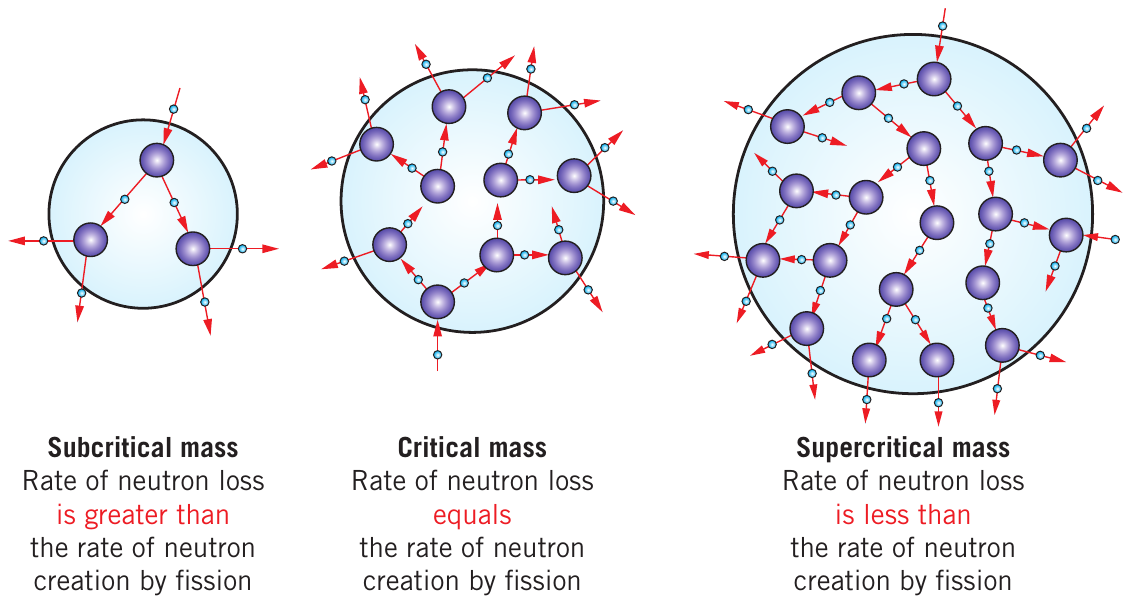 Subcritical mass
Rate of neutron loss
is greater than
the rate of neutron
creation by fission
Critical mass
Rate of neutron loss
equals
the rate of neutron
creation by fission
Supercritical mass
Rate of neutron loss
is less than
the rate of neutron
creation by fission